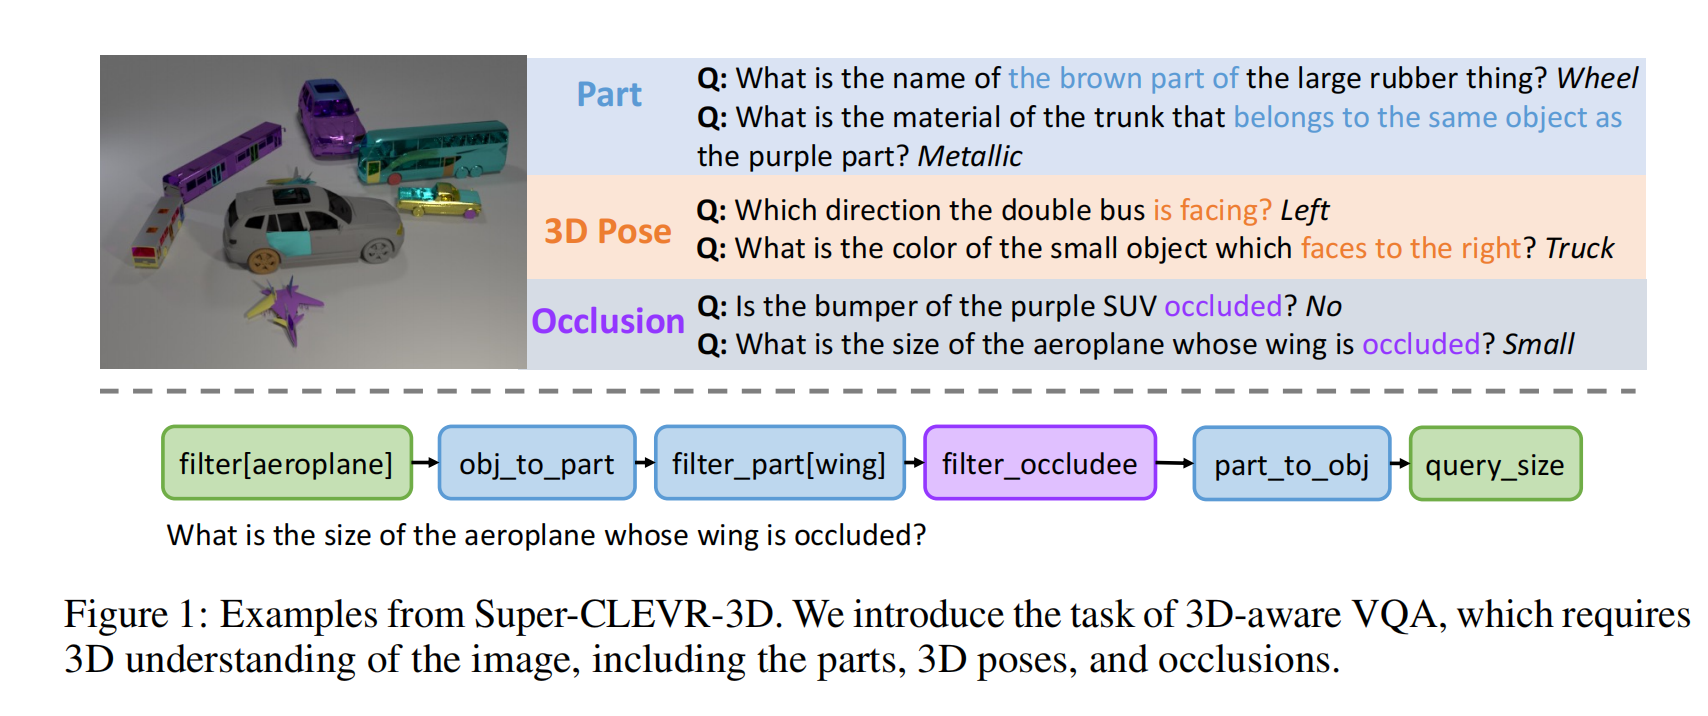 Part
Q: What is the name of the brown part of the large rubber thing? Wheel
Q: What is the material of the trunk that belongs to the same object as
the purple part? Metallic
3D Pose
Q: Which direction the double bus is facing? Left
Q: What is the color of the small object which faces to the right? Truck
Occlusion
Q: Is the bumper of the purple SUV occluded? No
Q: What is the size of the aeroplane whose wing is occluded? Small
filter[aeroplane] obj_to_part filter_part[wing] filter_occludee part_to_obj query_size
What is the size of the aeroplane whose wing is occluded?
Figure 1: Examples from Super-CLEVR-3D. We introduce the task of 3D-aware VQA, which requires
3D understanding of the image, including the parts, 3D poses, and occlusions.